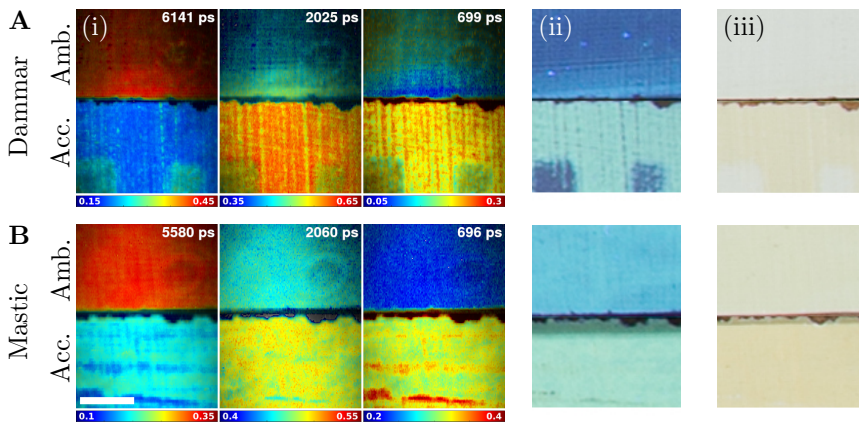 A
Dammar
Amb.
Acc.
(i)
6141 ps
2025 ps
699 ps
(ii)
(iii)
0.15
0.45
0.35
0.65
0.05
0.3
B
Mastic
Amb.
Acc.
5580 ps
2060 ps
696 ps
0.1
0.35
0.4
0.55
0.2
0.4